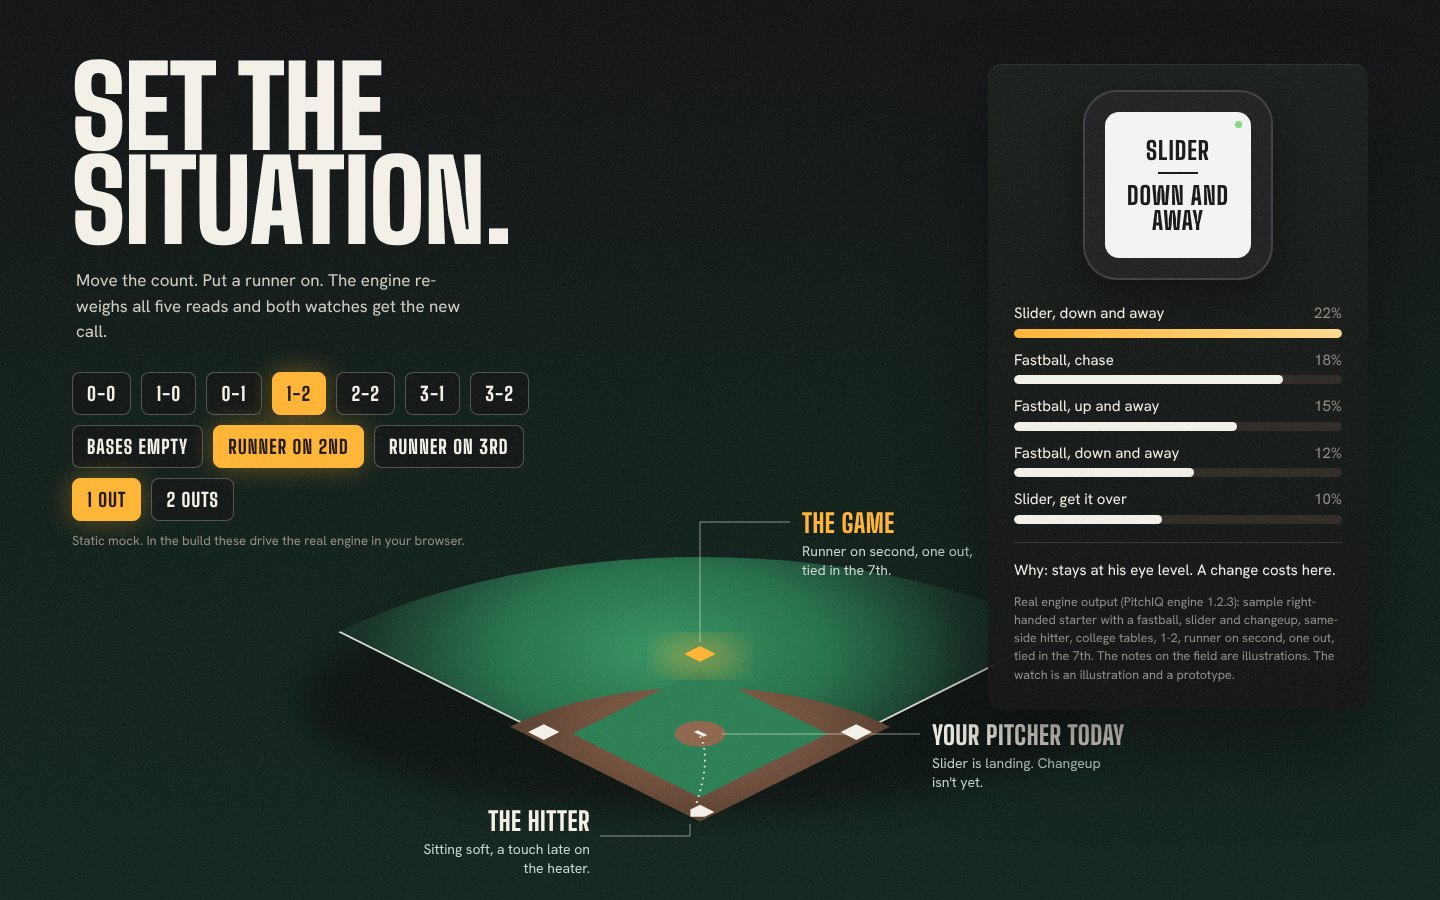 SET THE
SITUATION.
Move the count. Put a runner on. The engine re-
weighs all five reads and both watches get the new
call.
0-0 1-0 0-1 1-2 2-2 3-1 3-2
BASES EMPTY RUNNER ON 2ND RUNNER ON 3RD
1 OUT 2 OUTS
Static mock. In the build these drive the real engine in your browser.
THE GAME
Runner on second, one out,
tied in the 7th.
YOUR PITCHER TODAY
Slider is landing. Changeup
isn't yet.
THE HITTER
Sitting soft, a touch late on
the heater.
SLIDER
DOWN AND
AWAY
Slider, down and away 22%
Fastball, chase 18%
Fastball, up and away 15%
Fastball, down and away 12%
Slider, get it over 10%
Why: stays at his eye level. A change costs here.
Real engine output (PitchIQ engine 1.2.3): sample right-
handed starter with a fastball, slider and changeup, same-
side hitter, college tables, 1-2, runner on second, one out,
tied in the 7th. The notes on the field are illustrations. The
watch is an illustration and a prototype.